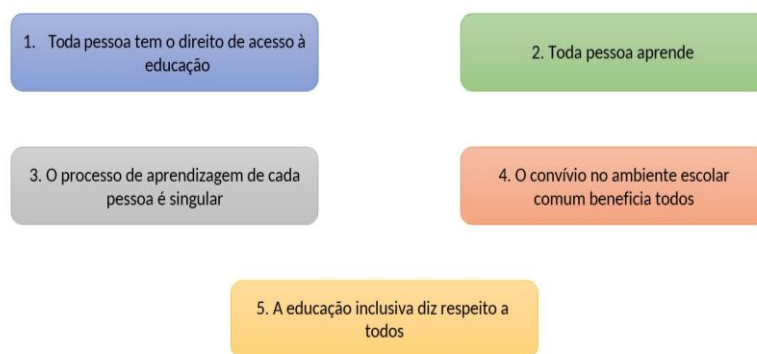 1. Toda pessoa tem o direito de acesso à
educação
2. Toda pessoa aprende
3. O processo de aprendizagem de cada
pessoa é singular
4. O convívio no ambiente escolar
comum beneficia todos
5. A educação inclusiva diz respeito a
todos